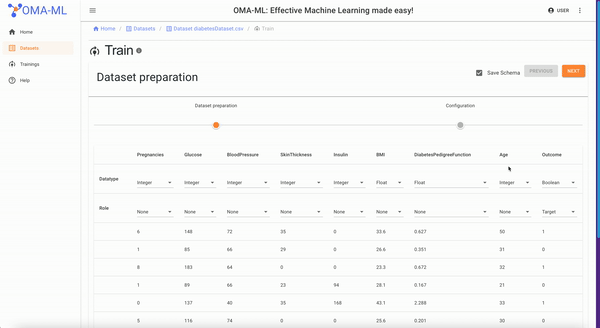 OMA-ML
OMA-ML: Effective Machine Learning made easy!
USER
Home
Datasets
Trainings
Help
Home / Datasets / Dataset diabetesDataset.csv / Train
Train
Dataset preparation
Save Schema
PREVIOUS
NEXT
Dataset preparation
Configuration
Pregnancies Glucose BloodPressure SkinThickness Insulin BMI DiabetesPedigreeFunction Age Outcome
Datatype Integer Integer Integer Integer Integer Float Float Integer Boolean
Role None None None None None None None None Target
6 148 72 35 0 33.6 0.627 50 1
1 85 66 29 0 26.6 0.351 31 0
8 183 64 0 0 23.3 0.672 32 1
1 89 66 23 94 28.1 0.167 21 0
0 137 40 35 168 43.1 2.288 33 1
5 116 74 0 0 25.6 0.201 30 0